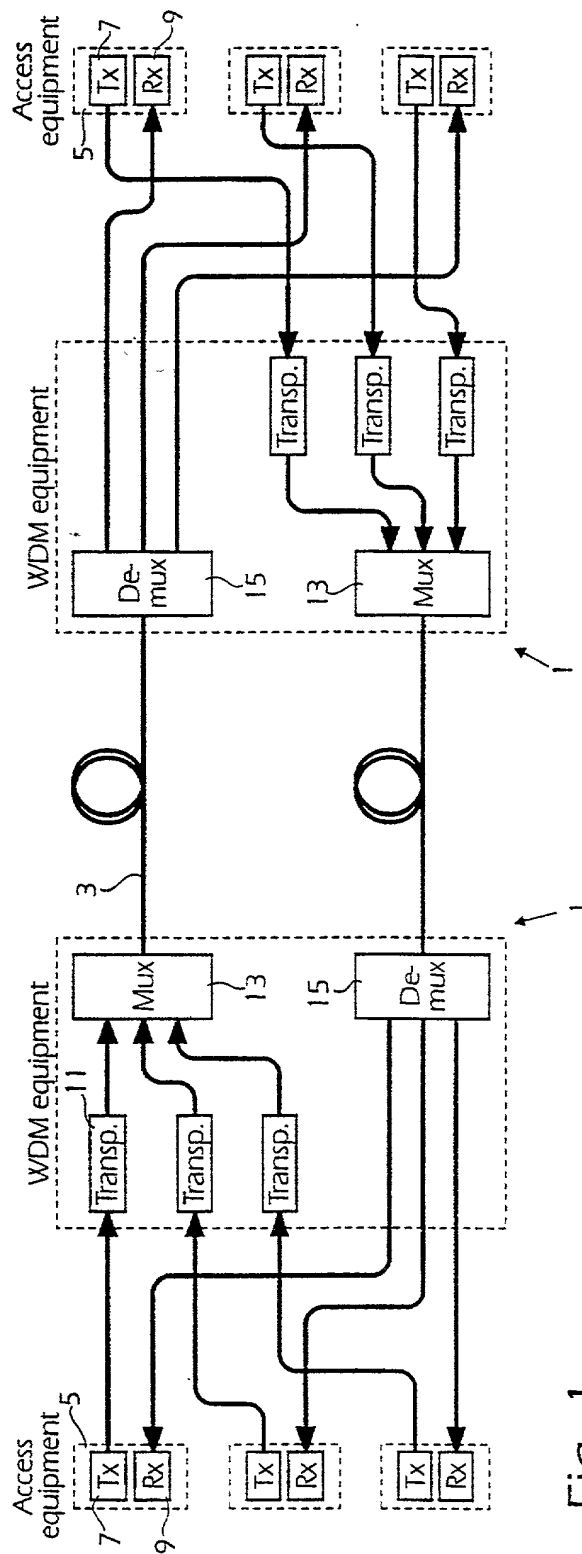 Access
equipment
5
7
Tx
9
Rx
Tx
Rx
Tx
Rx
WDM equipment
11
Transp.
Transp.
Transp.
Mux
13
15
De-
mux
1
3
WDM equipment
De-
mux
15
13
Mux
Transp.
Transp.
Transp.
1
Access
equipment
5
7
Tx
9
Rx
Tx
Rx
Tx
Rx
Fig. 1